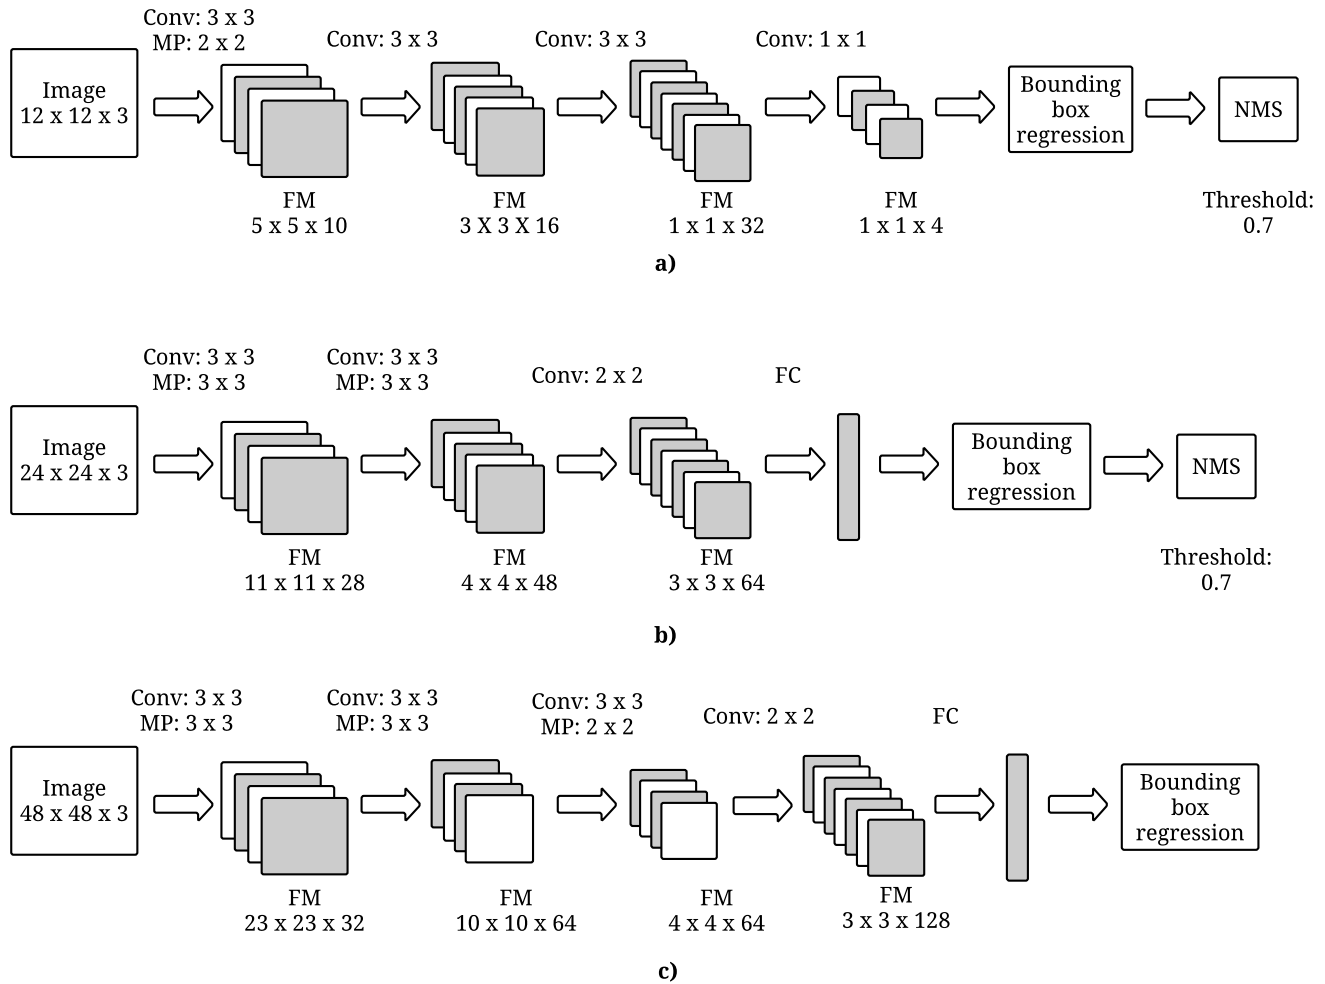 Conv: 3 x 3
MP: 2 x 2
Conv: 3 x 3
Conv: 3 x 3
Conv: 1 x 1
Image
12 x 12 x 3
Bounding
box
regression
NMS
FM
5 x 5 x 10
FM
3 X 3 X 16
FM
1 x 1 x 32
FM
1 x 1 x 4
Threshold:
0.7
a)
Conv: 3 x 3
MP: 3 x 3
Conv: 3 x 3
MP: 3 x 3
Conv: 2 x 2
FC
Image
24 x 24 x 3
Bounding
box
regression
NMS
FM
11 x 11 x 28
FM
4 x 4 x 48
FM
3 x 3 x 64
Threshold:
0.7
b)
Conv: 3 x 3
MP: 3 x 3
Conv: 3 x 3
MP: 3 x 3
Conv: 3 x 3
MP: 2 x 2
Conv: 2 x 2
FC
Image
48 x 48 x 3
Bounding
box
regression
FM
23 x 23 x 32
FM
10 x 10 x 64
FM
4 x 4 x 64
FM
3 x 3 x 128
c)